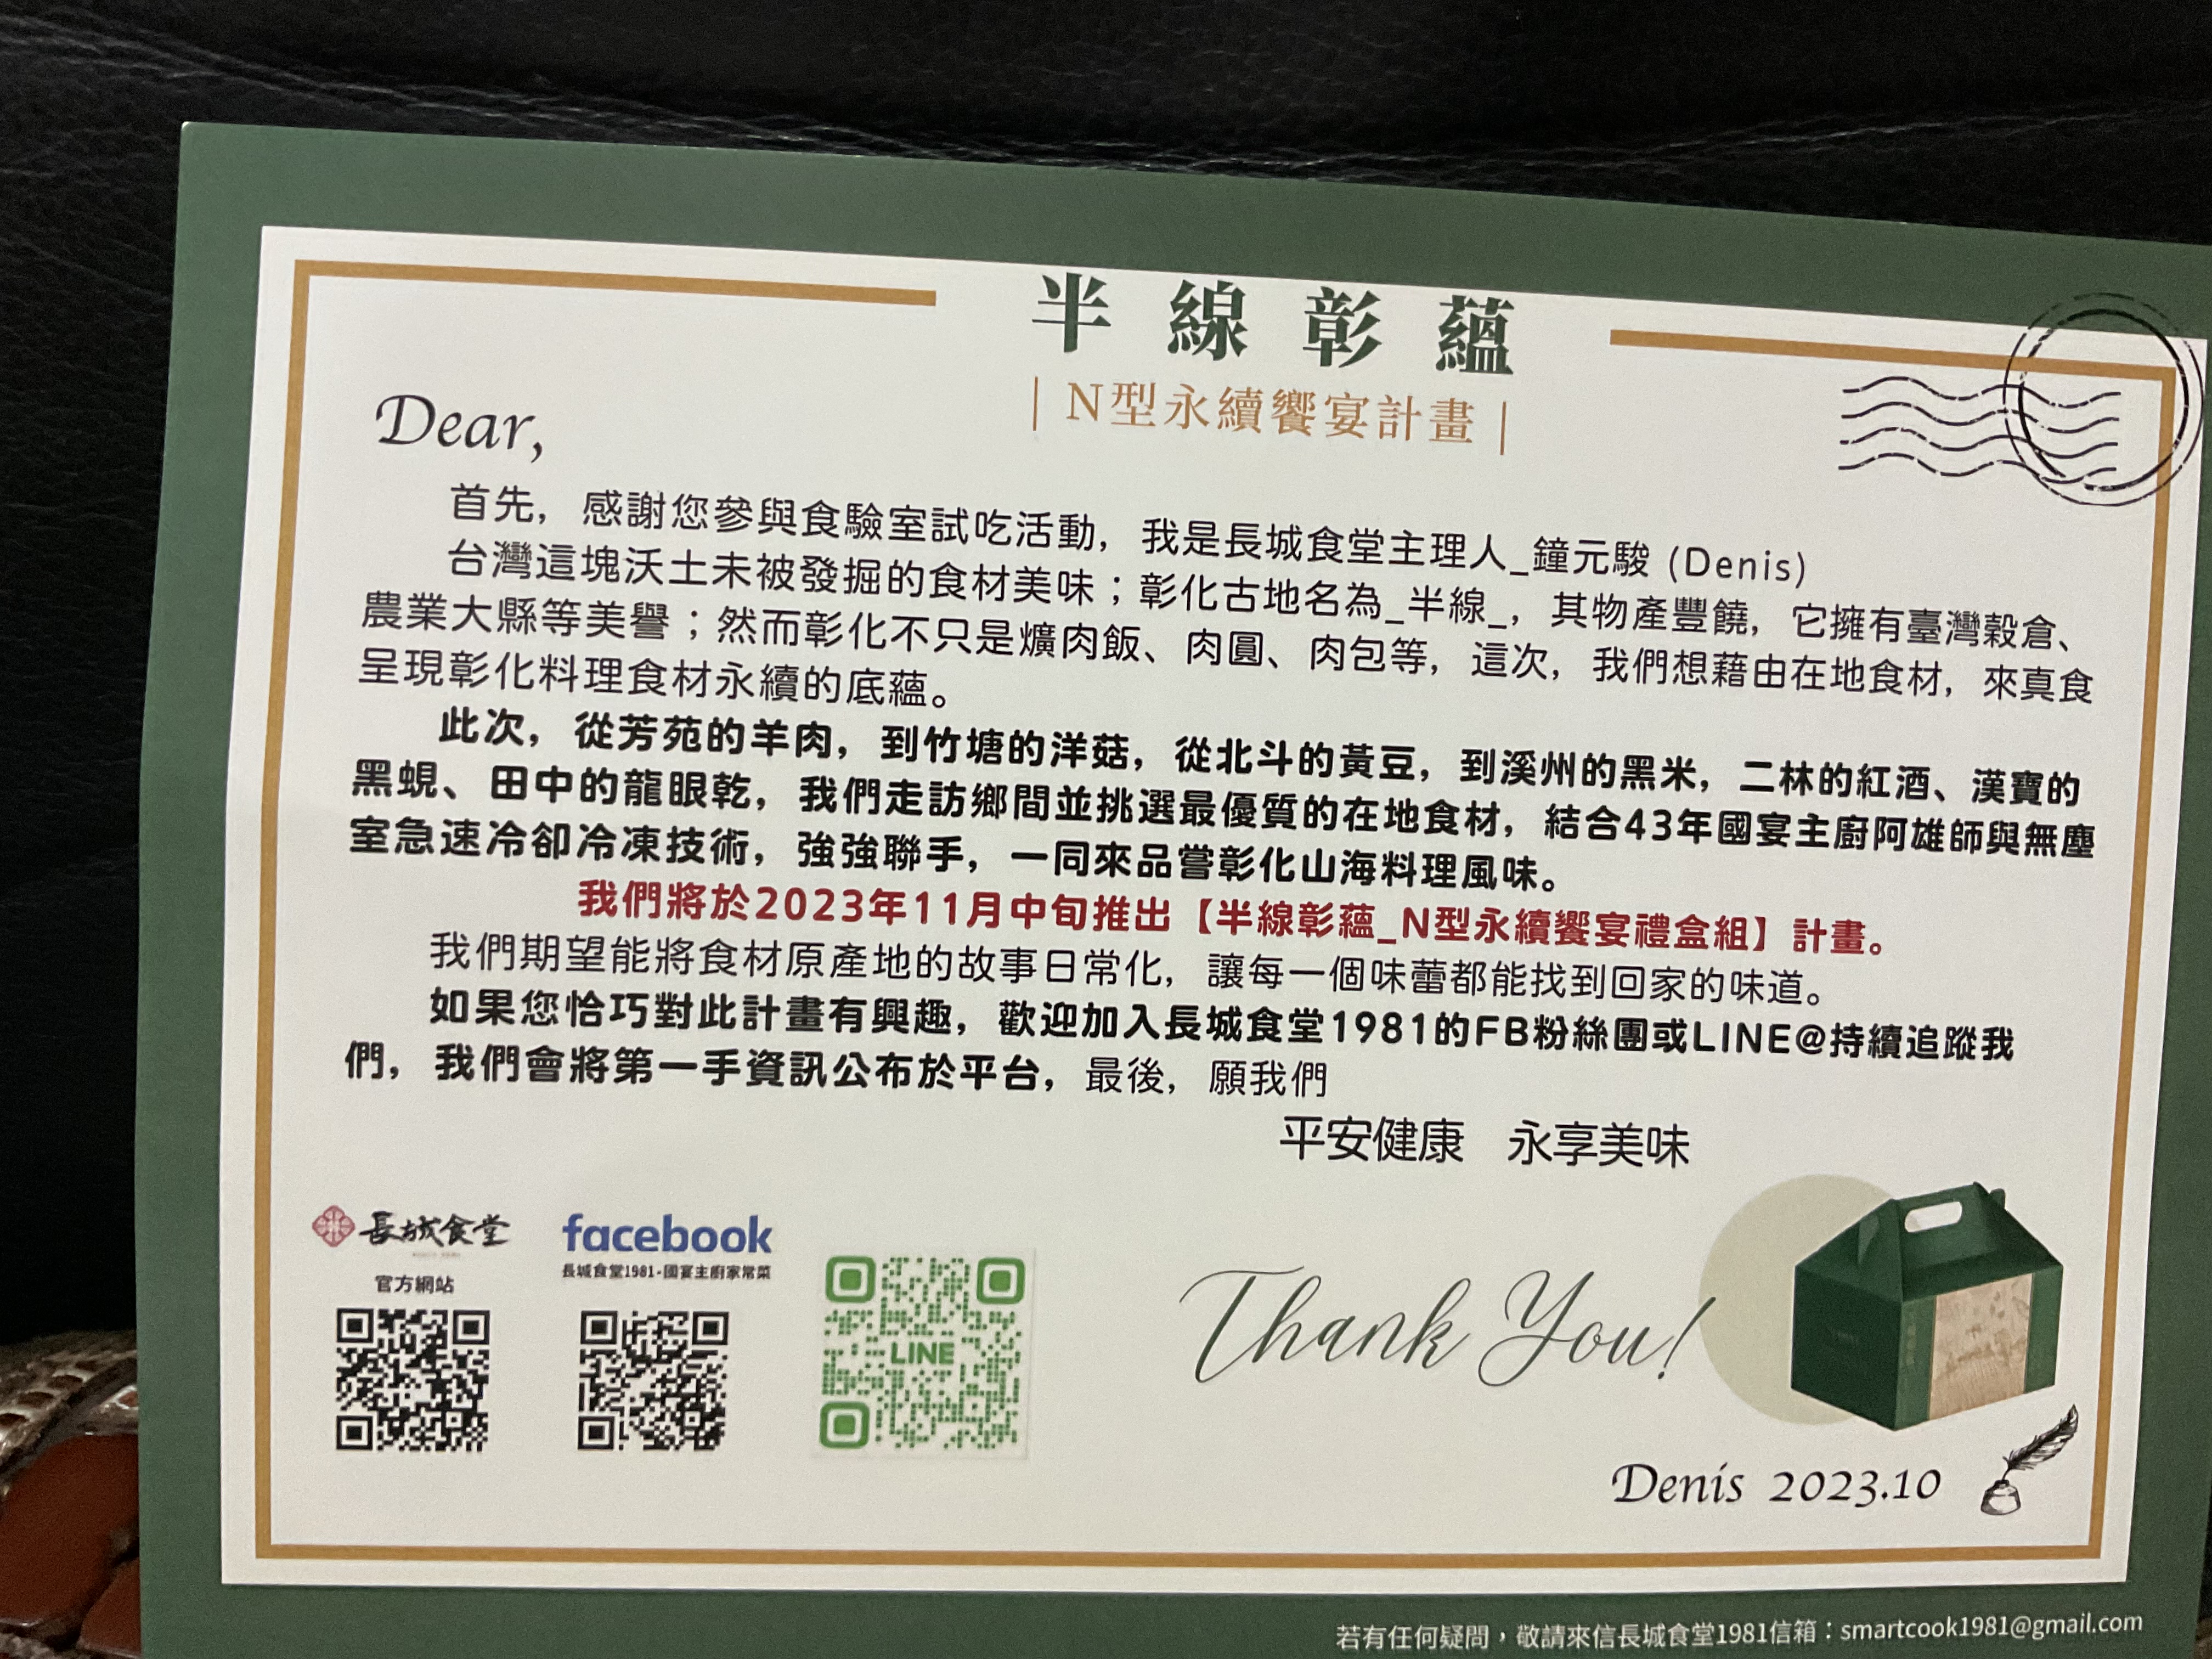 半線彰蘊
|N型永續饗宴計畫|
Dear,
首先，感謝您參與食驗室試吃活動，我是長城食堂主理人_鐘元駿 (Denis)
台灣這塊沃土未被發掘的食材美味；彰化古地名為_半線_，其物產豐饒，它擁有臺灣穀倉、
農業大縣等美譽；然而彰化不只是爌肉飯、肉圓、肉包等，這次，我們想藉由在地食材，來真食
呈現彰化料理食材永續的底蘊。
此次，從芳苑的羊肉，到竹塘的洋菇，從北斗的黃豆，到溪州的黑米，二林的紅酒、漢寶的
黑蜆、田中的龍眼乾，我們走訪鄉間並挑選最優質的在地食材，結合43年國宴主廚阿雄師與無塵
室急速冷卻冷凍技術，強強聯手，一同來品嘗彰化山海料理風味。
我們將於2023年11月中旬推出【半線彰蘊_N型永續饗宴禮盒組】計畫。
我們期望能將食材原產地的故事日常化，讓每一個味蕾都能找到回家的味道。
如果您恰巧對此計畫有興趣，歡迎加入長城食堂1981的FB粉絲團或LINE@持續追蹤我
們，我們會將第一手資訊公布於平台，最後，願我們
平安健康 永享美味
長城食堂
官方網站
facebook
長城食堂1981-國宴主廚家常菜
LINE
Thank You!
Denis 2023.10
若有任何疑問，敬請來信長城食堂1981信箱：smartcook1981@gmail.com